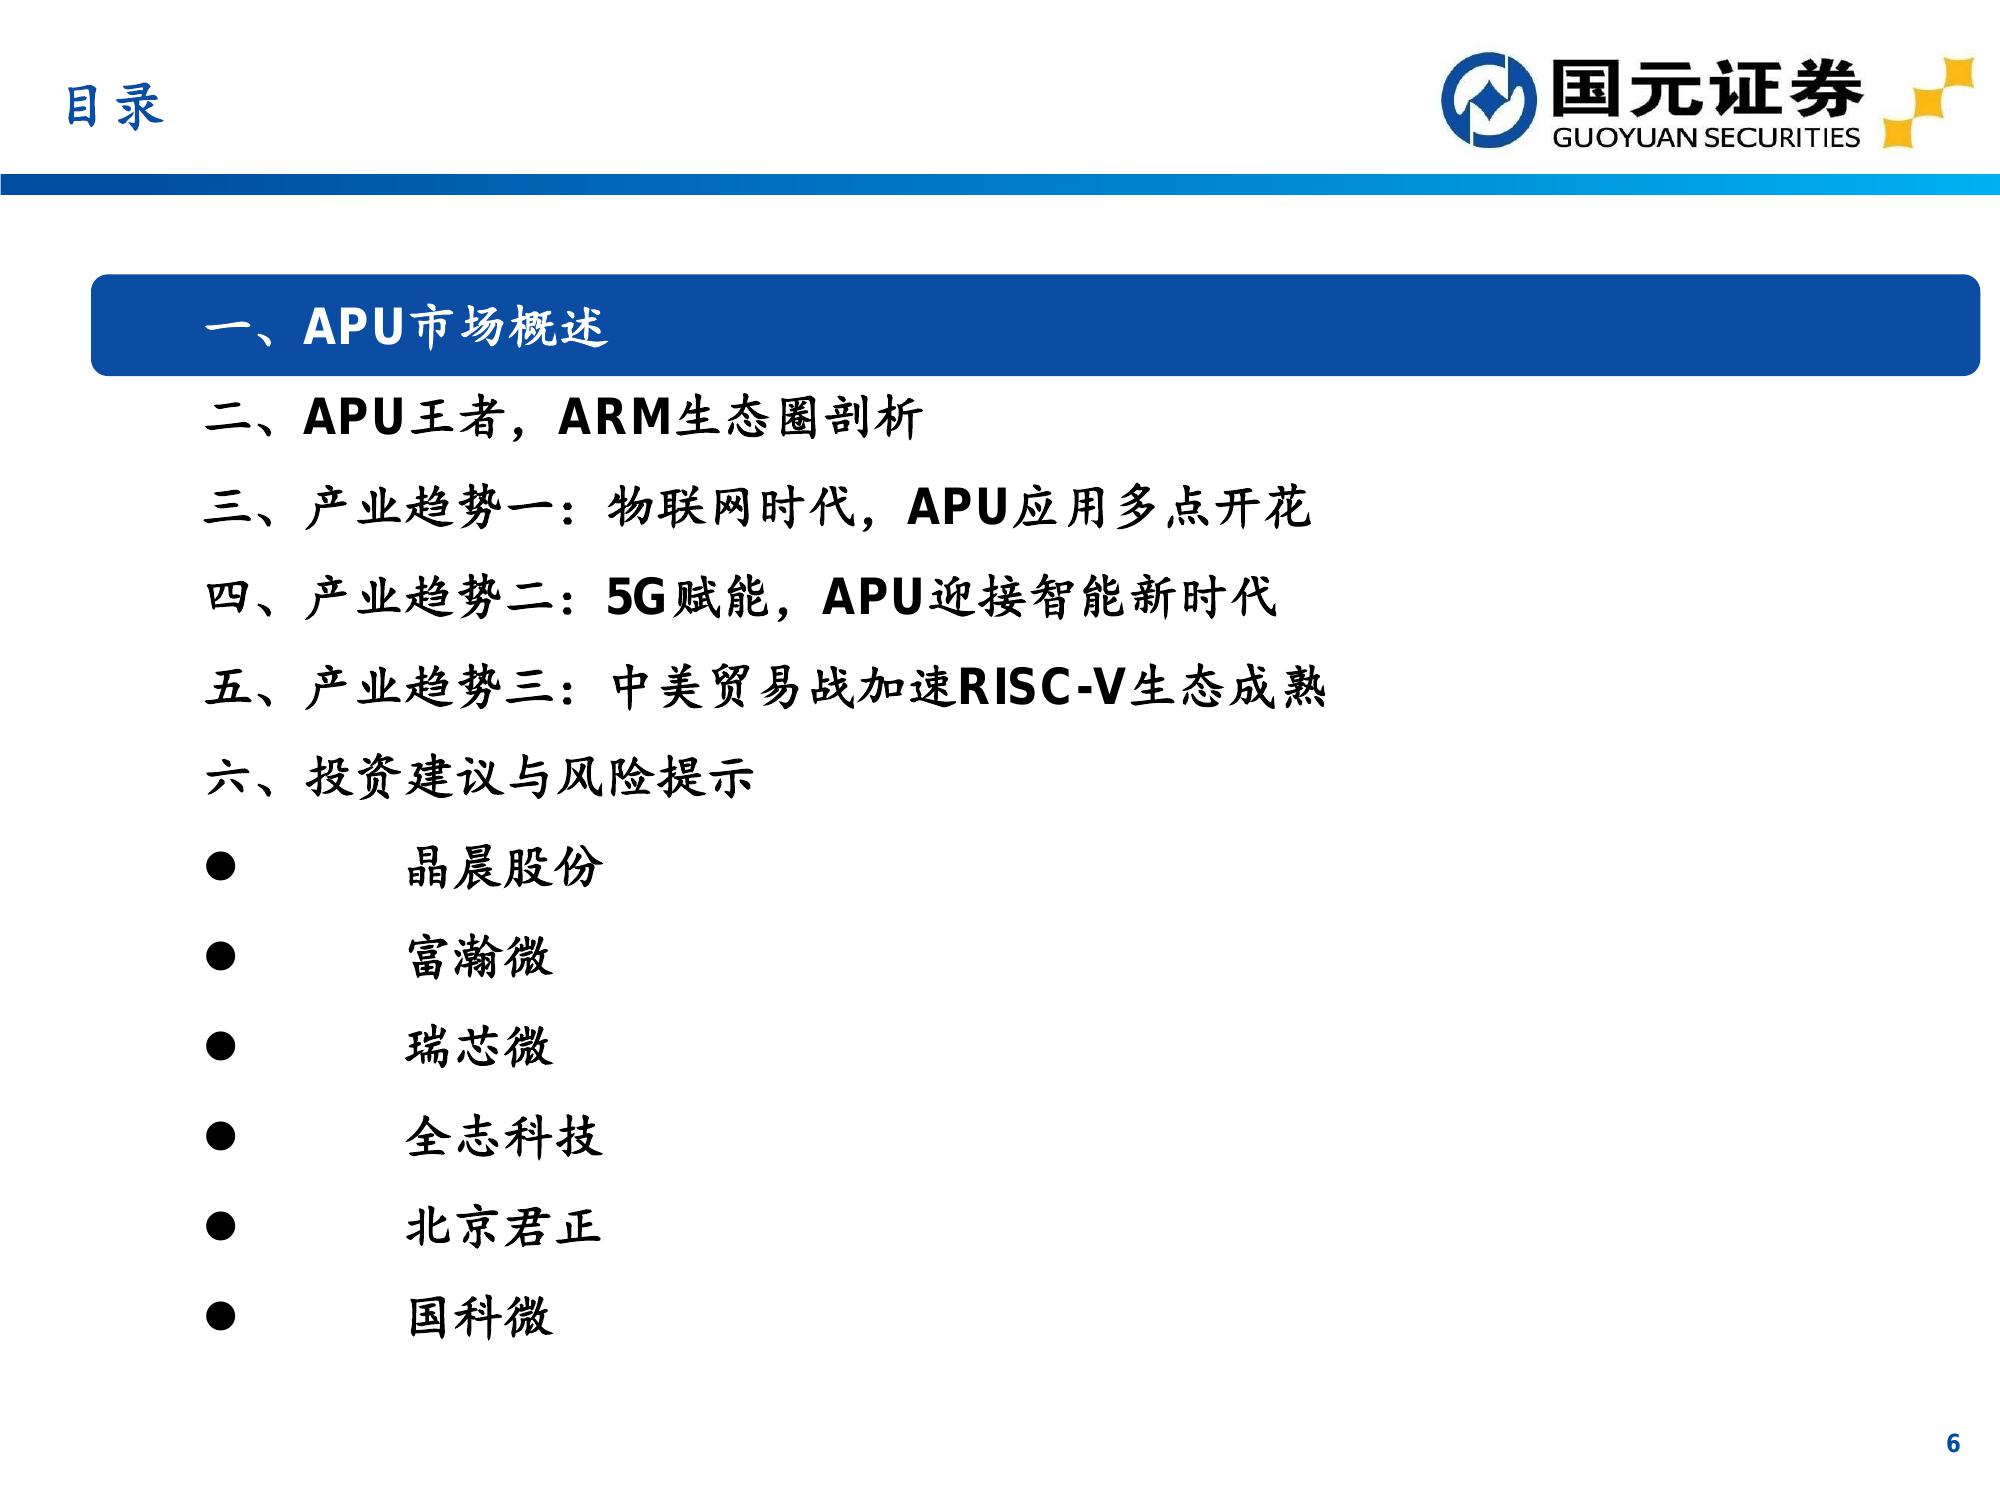 目录
国元证券
GUOYUAN SECURITIES
一、APU市场概述
二、APU王者，ARM生态圈剖析
三、产业趋势一：物联网时代，APU应用多点开花
四、产业趋势二：5G赋能，APU迎接智能新时代
五、产业趋势三：中美贸易战加速RISC-V生态成熟
六、投资建议与风险提示
● 晶晨股份
● 富瀚微
● 瑞芯微
● 全志科技
● 北京君正
● 国科微
6